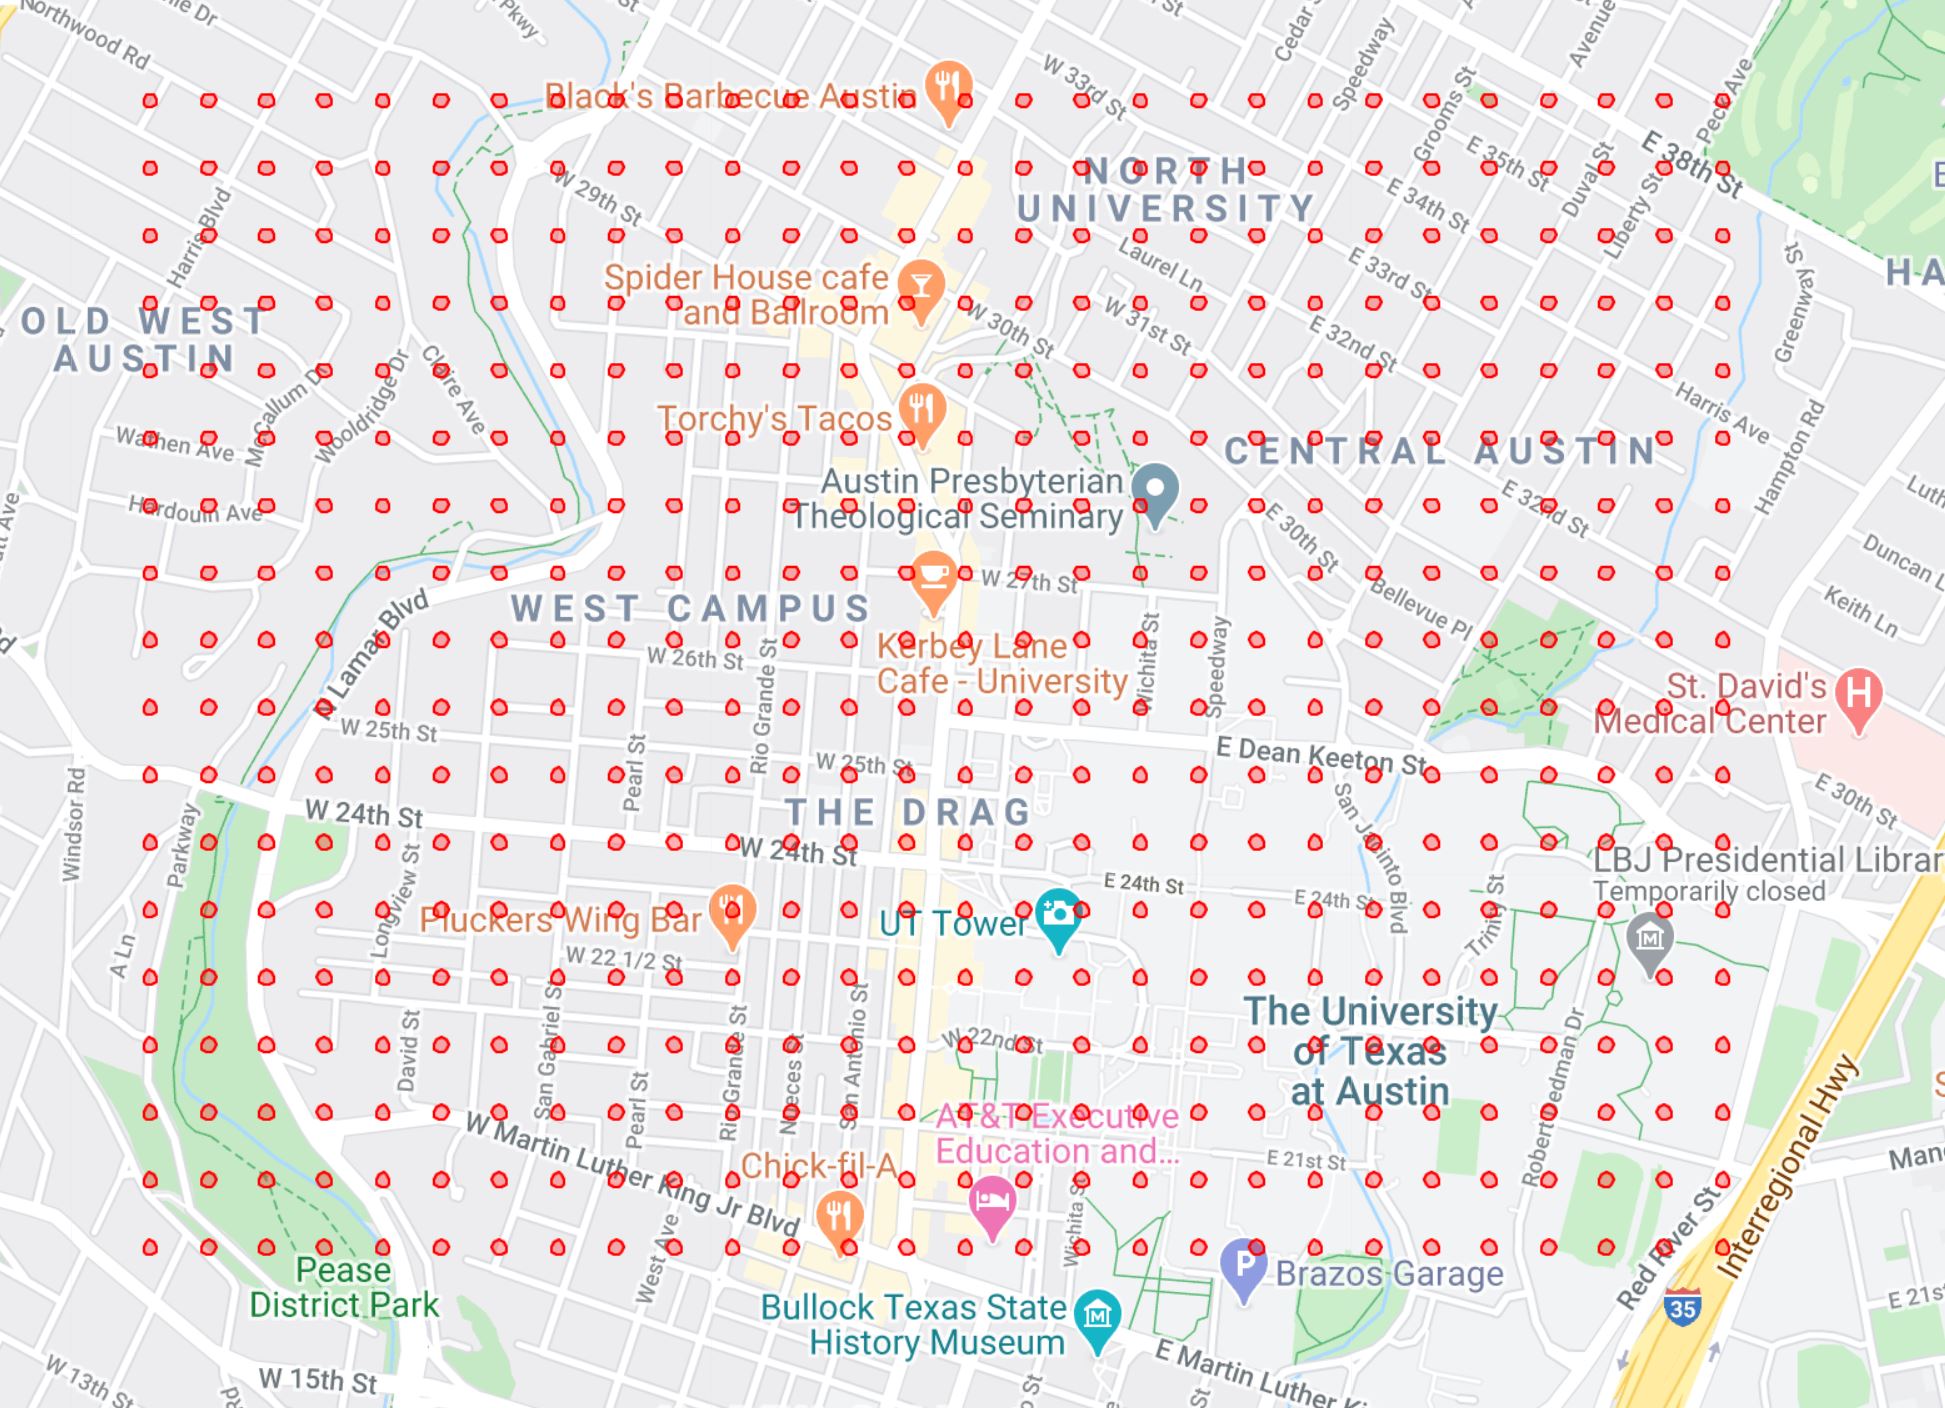 Northwood Rd
Pkwy
Cedar
Speedway
Avenue
W 33rd St
Grooms St
Peck Ave
Black's Barbecue Austin
E 38th St
E 35th St
Duval St
NORTH
UNIVERSITY
W 29th St
E 34th St
Liberty St
Harris Blvd
Laurel Ln
E 33rd St
Greenway St
HA
Spider House cafe
and Ballroom
OLD WEST
AUSTIN
W 30th St
W 31st St
E 32nd St
McCallum Dr
Wooldridge Dr
Claire Ave
Harris Ave
Hampton Rd
Torchy's Tacos
Wathen Ave
CENTRAL AUSTIN
Austin Presbyterian
Theological Seminary
Hardouin Ave
E 32nd St
E 30th St
Duncan L
W 27th St
Bellevue Pl
Keith Ln
N Lamar Blvd
WEST CAMPUS
Wichita St
Speedway
Kerbey Lane
Cafe - University
W 26th St
Rio Grande St
St. David's
Medical Center
H
W 25th St
Pearl St
W 25th St
E Dean Keeton St
E 30th St
Windsor Rd
W 24th St
THE DRAG
San Jacinto Blvd
Parkway
W 24th St
LBJ Presidential Librar
Temporarily closed
Longview St
E 24th St
E 24th St
Trinity St
Pluckers Wing Bar
UT Tower
A Ln
W 22 1/2 St
The University
of Texas
at Austin
David St
San Gabriel St
Rio Grande St
Nueces St
San Antonio St
W 22nd St
Robert Dedman Dr
Pearl St
Interregional Hwy
W Martin Luther King Jr Blvd
AT&T Executive
Education and...
E 21st St
Mano
Chick-fil-A
Wichita St
Red River St
West Ave
Pease
District Park
P
Brazos Garage
Bullock Texas State
History Museum
35
E 21st
W 15th St
W 13th St
E Martin Luther Ki